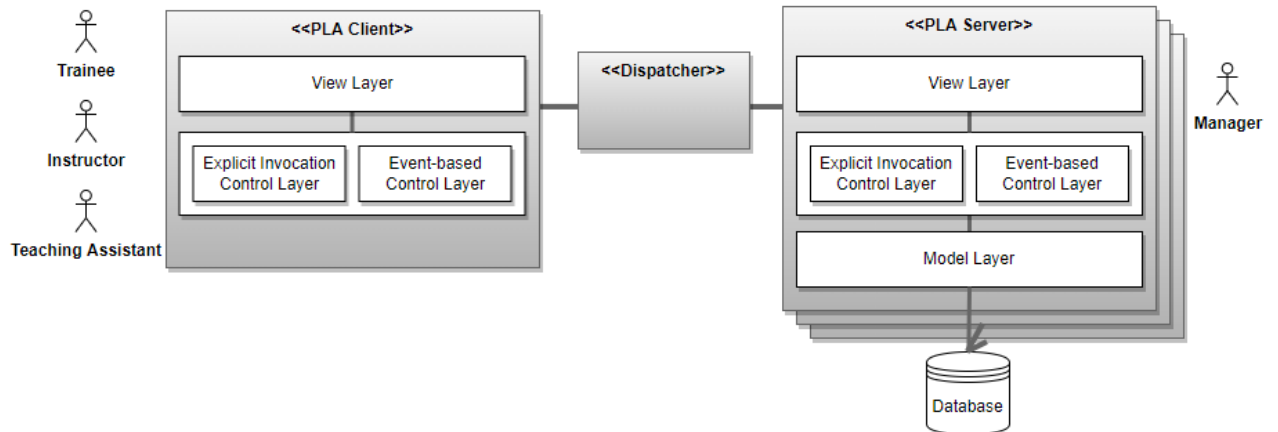 <<PLA Client>>
<<PLA Server>>
<<Dispatcher>>
Trainee
Instructor
Teaching Assistant
View Layer
Explicit Invocation
Control Layer
Event-based
Control Layer
View Layer
Explicit Invocation
Control Layer
Event-based
Control Layer
Model Layer
Manager
Database